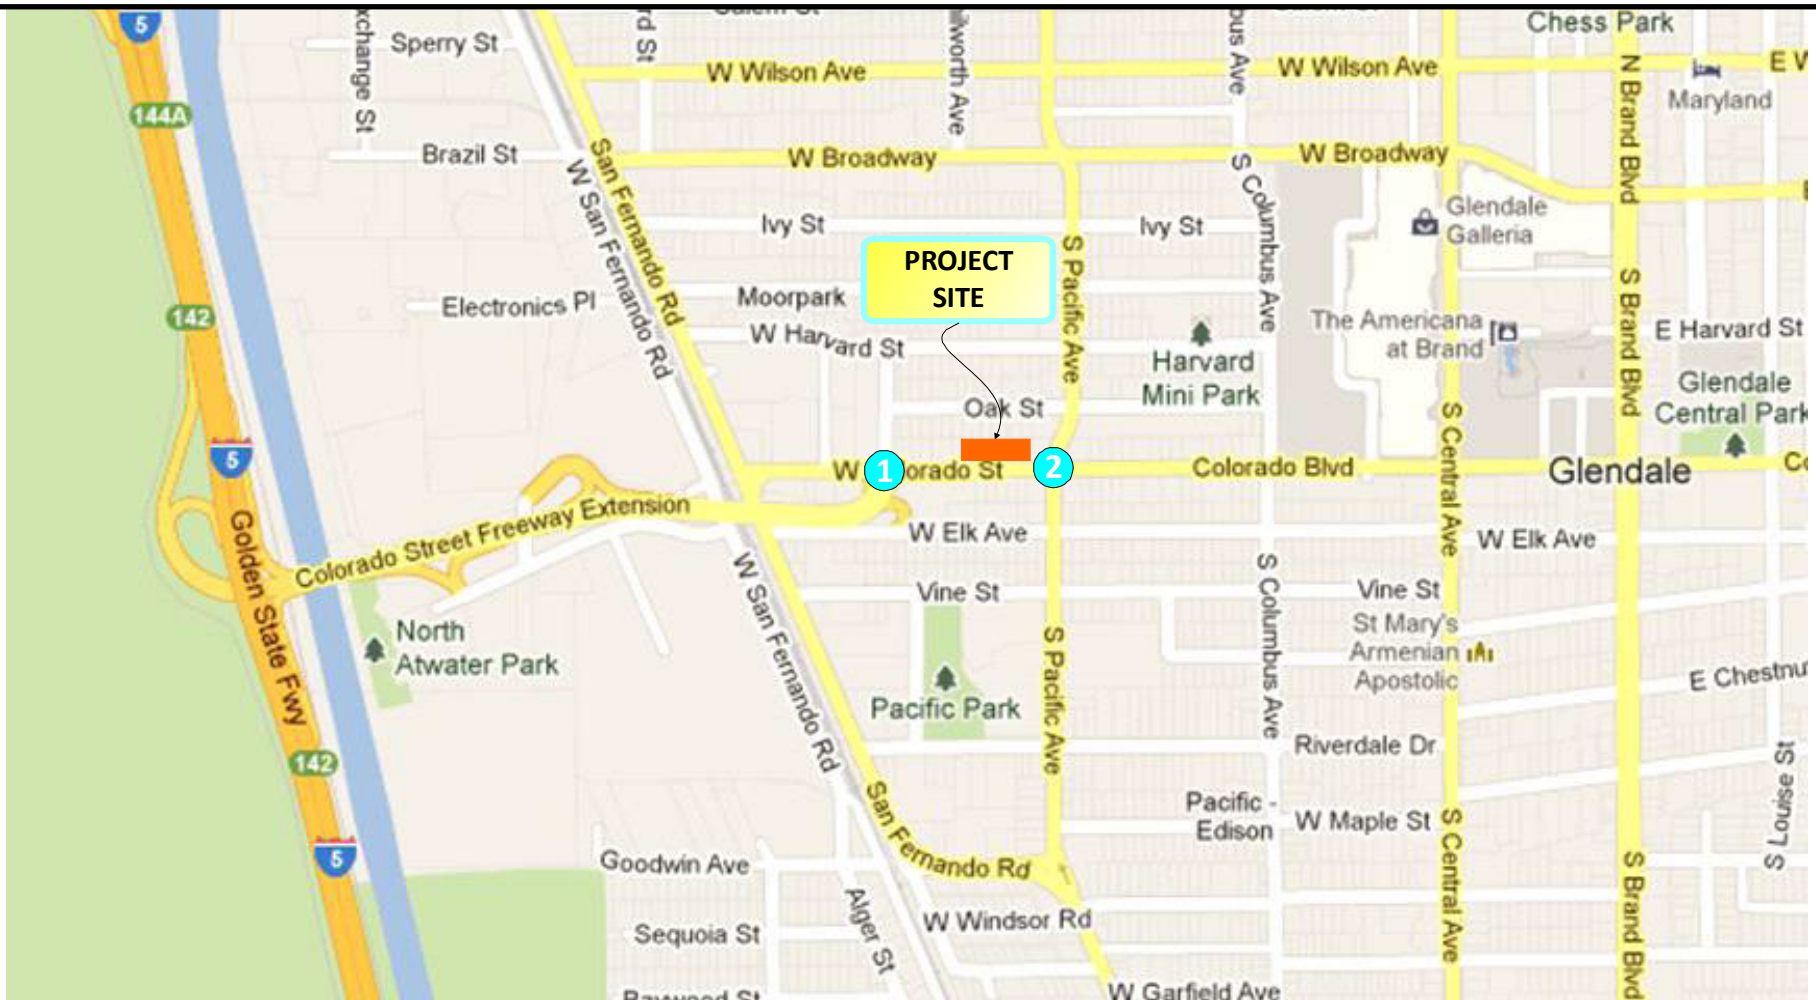 5
Sperry St
W Wilson Ave
W Wilson Ave
Chess Park
Maryland
144A
Brazil St
W Broadway
W Broadway
N Brand Blvd
San Fernando Rd
W San Fernando Rd
Ivy St
Ivy St
S Columbus Ave
Glendale
Galleria
PROJECT
SITE
S Pacific Ave
142
Electronics Pl
Moorpark
W Harvard St
Harvard
Mini Park
The Americana
at Brand
S Brand Blvd
E Harvard St
Glendale
Central Park
Oak St
5
1
2
W
orado St
Colorado Blvd
S Central Ave
Glendale
Colorado Street Freeway Extension
Golden State Fwy
W Elk Ave
W Elk Ave
W San Fernando Rd
Vine St
Vine St
S Columbus Ave
St Mary's
Armenian
Apostolic
North
Atwater Park
Pacific Park
S Pacific Ave
E Chestnu
Riverdale Dr
142
S Louise St
Pacific -
Edison
W Maple St
S Central Ave
5
Goodwin Ave
San Fernando Rd
Alger St
W Windsor Rd
Sequoia St
S Brand Blvd
W Garfield Ave